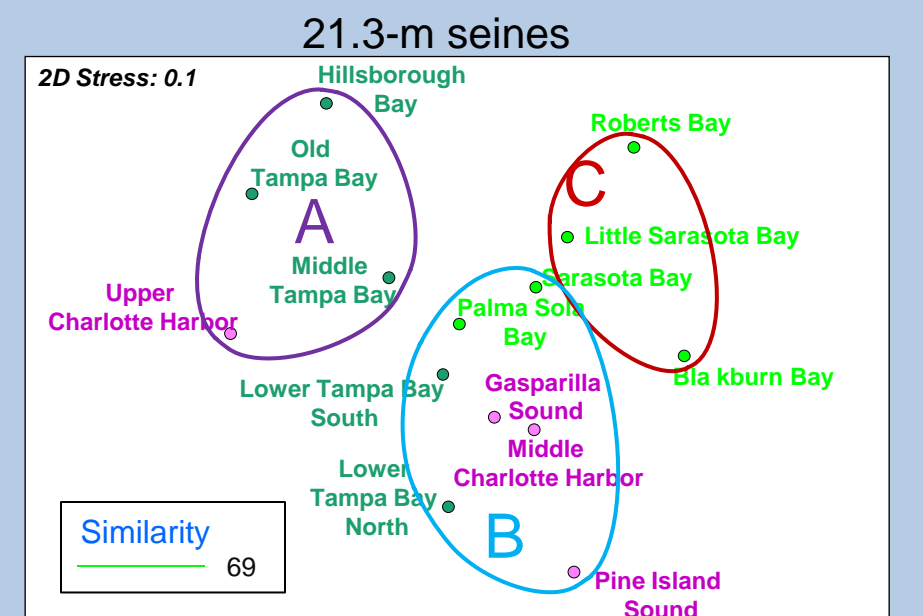 21.3-m seines
2D Stress: 0.1
Hillsborough
Bay
Roberts Bay
Old
Tampa Bay
C
A
Little Sarasota Bay
Middle
Tampa Bay
Sarasota Bay
Upper
Charlotte Harbor
Palma Sola
Bay
Bla kburn Bay
Lower Tampa Bay
South
Gasparilla
Sound
Middle
Charlotte Harbor
Lower
Tampa Bay
North
B
Similarity
69
Pine Island
Sound